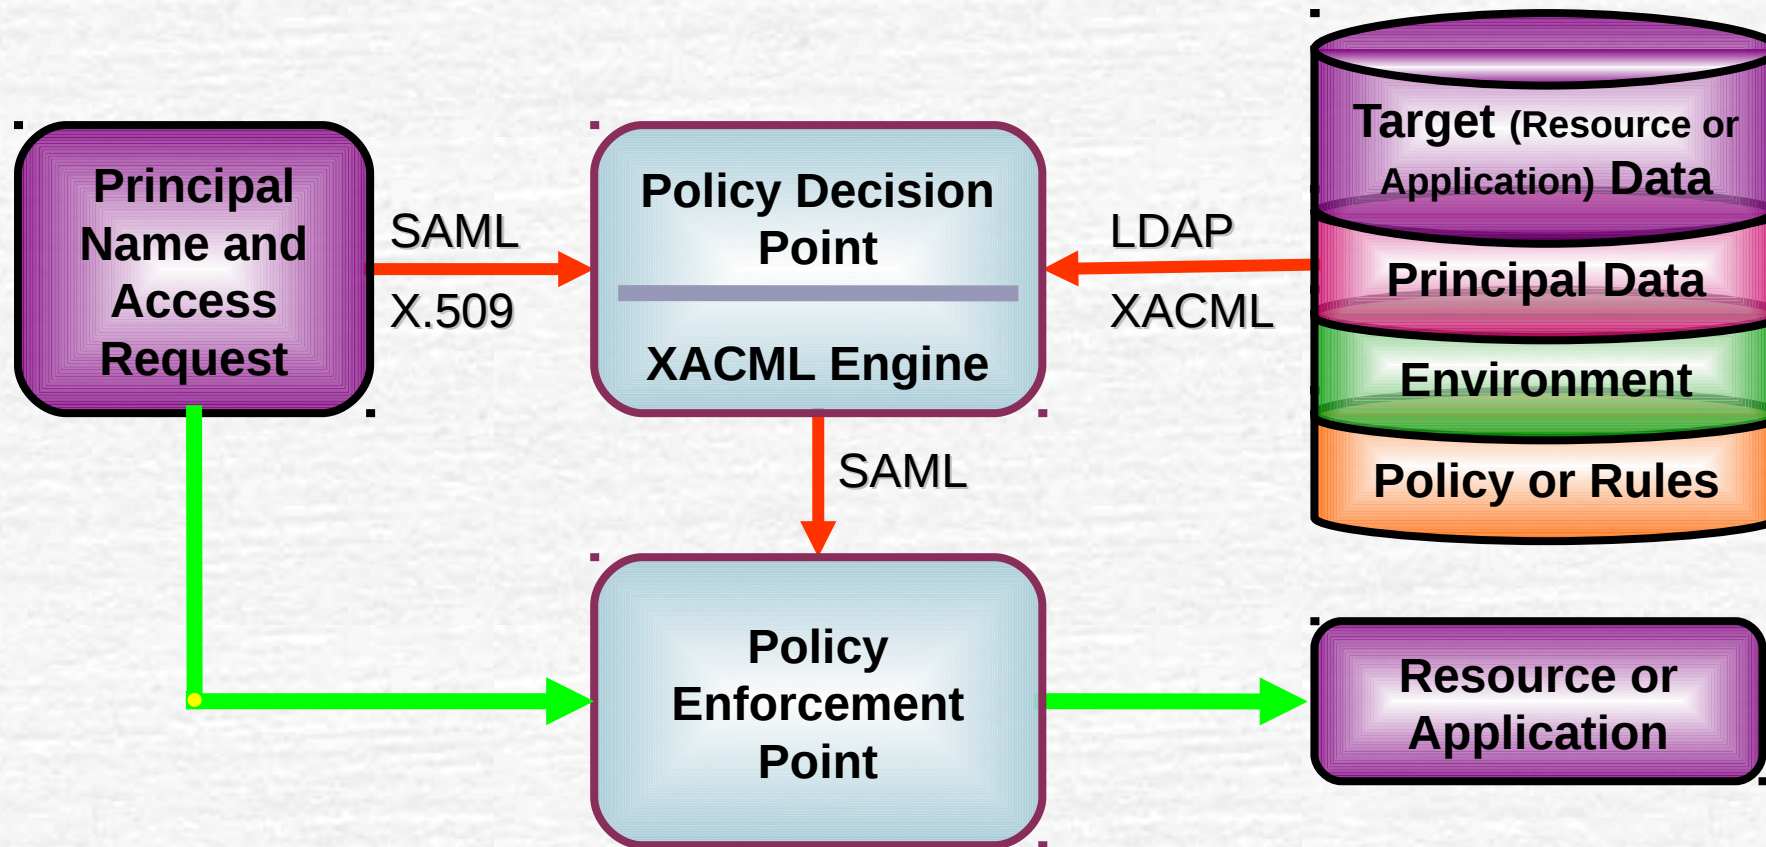 Principal
Name and
Access
Request
SAML
X.509
Policy Decision
Point
XACML Engine
LDAP
XACML
Target (Resource or
Application) Data
Principal Data
Environment
Policy or Rules
SAML
Policy
Enforcement
Point
Resource or
Application